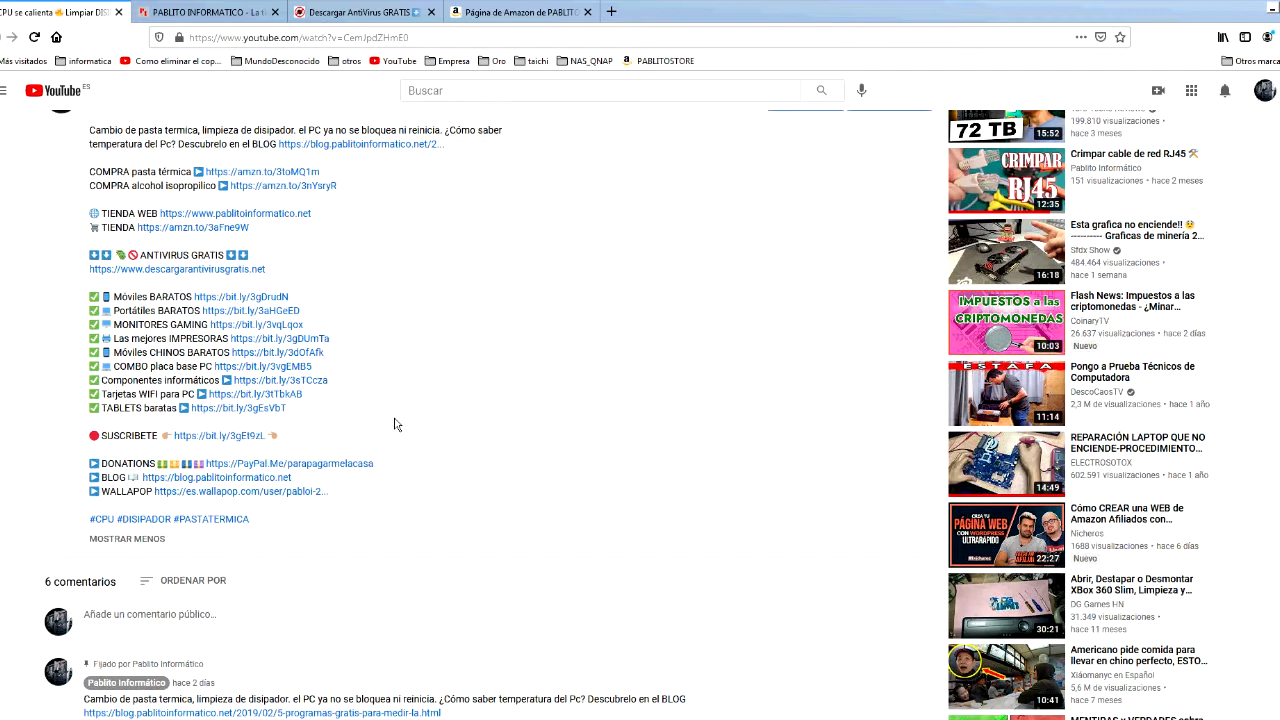 CPU se calienta 🔥 Limpiar DIS
PABLITO INFORMATICO - La ti
Descargar AntiVirus GRATIS
Página de Amazon de PABLITO
https://www.youtube.com/watch?v=CemJpdZHmE0
Más visitados
informatica
Como eliminar el cop...
MundoDesconocido
otros
YouTube
Empresa
Oro
taichi
NAS_QNAP
PABLITOSTORE
Otros marca
YouTube ES
Buscar
Cambio de pasta termica, limpieza de disipador. el PC ya no se bloquea ni reinicia. ¿Cómo saber
temperatura del Pc? Descubrelo en el BLOG https://blog.pablitoinformatico.net/2...
COMPRA pasta térmica ▶ https://amzn.to/3toMQ1m
COMPRA alcohol isopropilico ▶ https://amzn.to/3nYsryR
🌐 TIENDA WEB https://www.pablitoinformatico.net
🛒 TIENDA https://amzn.to/3aFne9W
ANTIVIRUS GRATIS
https://www.descargarantivirusgratis.net
✅ 📱 Móviles BARATOS https://bit.ly/3gDrudN
✅ 💻 Portátiles BARATOS ▶ https://bit.ly/3aHGeED
✅ MONITORES GAMING https://bit.ly/3vqLqox
✅ Las mejores IMPRESORAS https://bit.ly/3gDUmTa
✅ 📱 Móviles CHINOS BARATOS https://bit.ly/3dOfAfk
✅ 💻 COMBO placa base PC https://bit.ly/3vgEMB5
✅ Componentes informáticos ▶ https://bit.ly/3sTCcza
✅ Tarjetas WIFI para PC ▶ https://bit.ly/3tTbkAB
✅ TABLETS baratas ▶ https://bit.ly/3gEsVbT
🔴 SUSCRIBETE 👉 https://bit.ly/3gEt9zL 👈
▶ DONATIONS https://PayPal.Me/parapagarmelacasa
▶ BLOG https://blog.pablitoinformatico.net
▶ WALLAPOP https://es.wallapop.com/user/pabloi-2...
#CPU #DISIPADOR #PASTATERMICA
MOSTRAR MENOS
6 comentarios
ORDENAR POR
Añade un comentario público...
Fijado por Pablito Informático
Pablito Informático hace 2 días
Cambio de pasta termica, limpieza de disipador. el PC ya no se bloquea ni reinicia. ¿Cómo saber temperatura del Pc? Descubrelo en el BLOG
https://blog.pablitoinformatico.net/2019/02/5-programas-gratis-para-medir-la.html
72 TB
15:52
199.810 visualizaciones •
hace 3 meses
CRIMPAR
RJ45
12:35
Crimpar cable de red RJ45 🛠
Pablito Informático
151 visualizaciones • hace 2 meses
16:18
Esta grafica no enciende!! 😢
---------- Graficas de minería 2...
Sfdx Show
484.464 visualizaciones •
hace 1 semana
IMPUESTOS a las
CRIPTOMONEDAS
10:03
Flash News: Impuestos a las
criptomonedas - ¿Minar...
CoinaryTV
26.637 visualizaciones • hace 2 días
Nuevo
ESTAFA
11:14
Pongo a Prueba Técnicos de
Computadora
DescoCaosTV
2,3 M de visualizaciones • hace 1 año
14:49
REPARACIÓN LAPTOP QUE NO
ENCIENDE-PROCEDIMIENTO...
ELECTROSOTOX
602.591 visualizaciones • hace 1 año
CREA TU
PÁGINA WEB
CON WORDPRESS
ULTRARÁPIDO
22:27
Cómo CREAR una WEB de
Amazon Afiliados con...
Nicheros
1688 visualizaciones • hace 6 días
Nuevo
30:21
Abrir, Destapar o Desmontar
XBox 360 Slim, Limpieza y...
DG Games HN
31.349 visualizaciones •
hace 11 meses
10:41
Americano pide comida para
llevar en chino perfecto, ESTO...
Xiáomanyc en Español
5,6 M de visualizaciones •
hace 7 meses